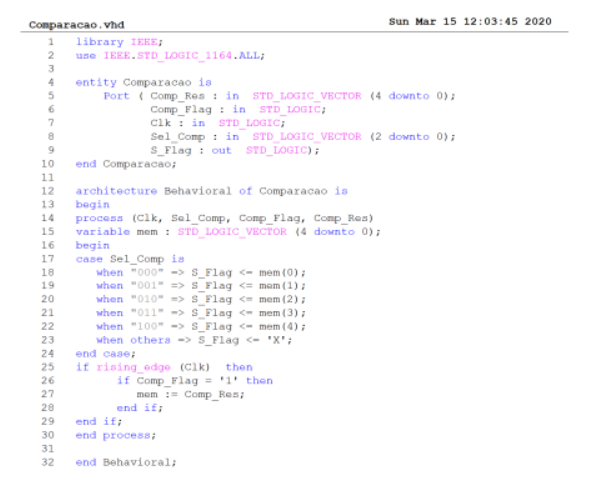 Comparacao.vhd Sun Mar 15 12:03:45 2020
1 library IEEE;
2 use IEEE.STD_LOGIC_1164.ALL;
3
4 entity Comparacao is
5 Port ( Comp_Res : in STD_LOGIC_VECTOR (4 downto 0);
6 Comp_Flag : in STD_LOGIC;
7 Clk : in STD_LOGIC;
8 Sel_Comp : in STD_LOGIC_VECTOR (2 downto 0);
9 S_Flag : out STD_LOGIC);
10 end Comparacao;
11
12 architecture Behavioral of Comparacao is
13 begin
14 process (Clk, Sel_Comp, Comp_Flag, Comp_Res)
15 variable mem : STD_LOGIC_VECTOR (4 downto 0);
16 begin
17 case Sel_Comp is
18 when "000" => S_Flag <= mem(0);
19 when "001" => S_Flag <= mem(1);
20 when "010" => S_Flag <= mem(2);
21 when "011" => S_Flag <= mem(3);
22 when "100" => S_Flag <= mem(4);
23 when others => S_Flag <= 'X';
24 end case;
25 if rising_edge (Clk) then
26 if Comp_Flag = '1' then
27 mem := Comp_Res;
28 end if;
29 end if;
30 end process;
31
32 end Behavioral;